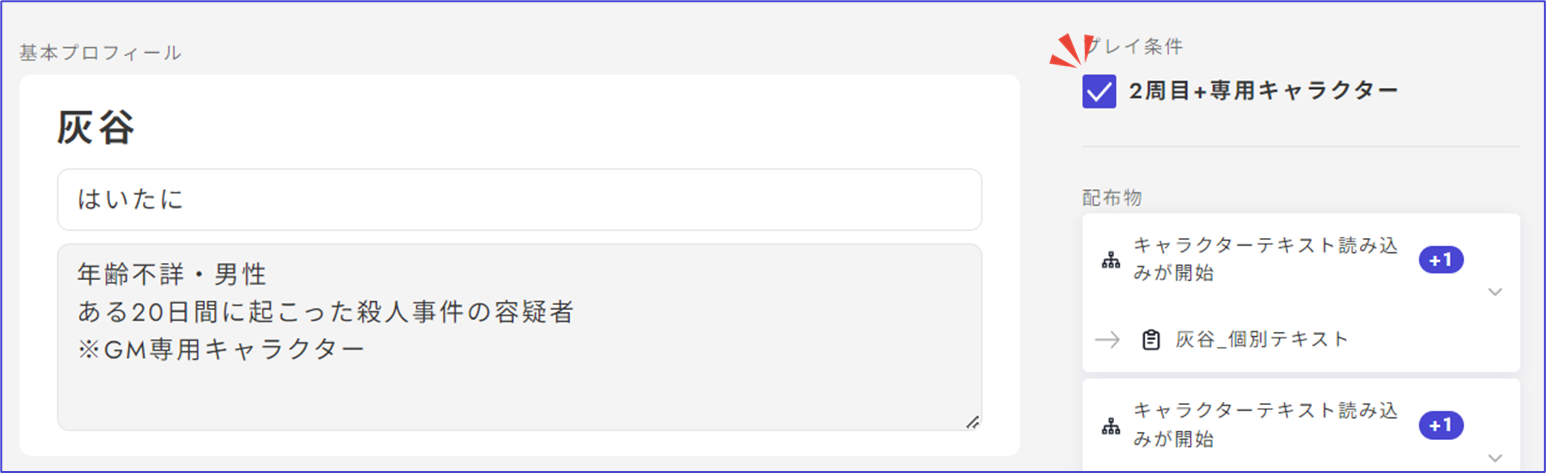 基本プロフィール
灰谷
はいたに
年齢不詳・男性
ある20日間に起こった殺人事件の容疑者
※GM専用キャラクター
プレイ条件
2周目+専用キャラクター
配布物
キャラクターテキスト読み込
みが開始
+1
灰谷_個別テキスト
キャラクターテキスト読み込
みが開始
+1